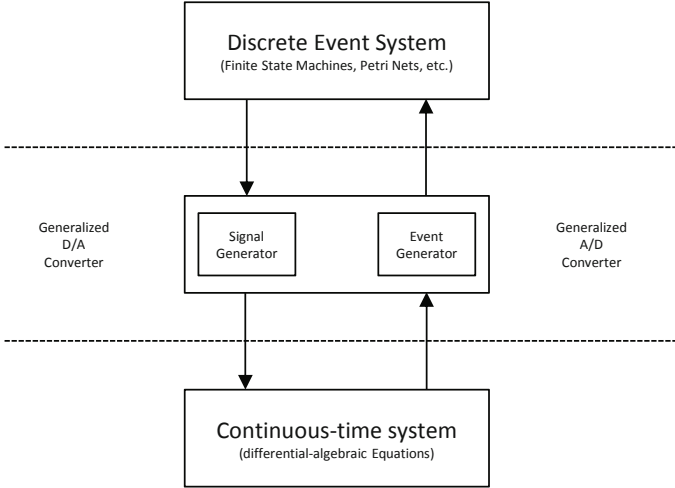 Discrete Event System
(Finite State Machines, Petri Nets, etc.)
Generalized
D/A
Converter
Signal
Generator
Event
Generator
Generalized
A/D
Converter
Continuous-time system
(differential-algebraic Equations)